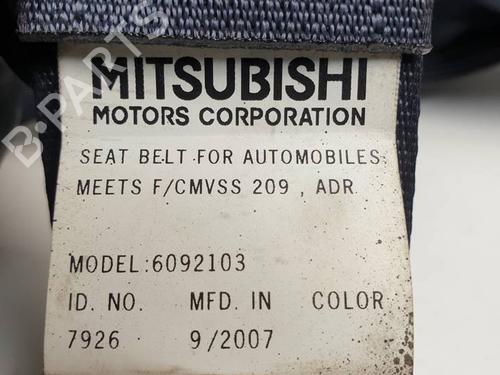 MITSUBISHI
MOTORS CORPORATION
SEAT BELT FOR AUTOMOBILES
MEETS F/CMVSS 209 , ADR
MODEL:6092103
ID. NO. MFD. IN COLOR
7926 9/2007
B-PARTS